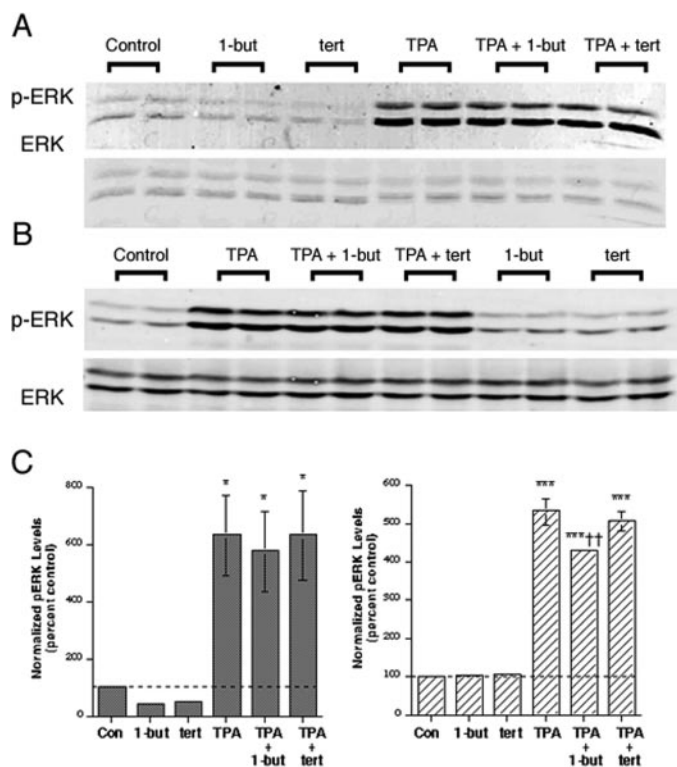 A
Control 1-but tert TPA TPA + 1-but TPA + tert
p-ERK
ERK
B
Control TPA TPA + 1-but TPA + tert 1-but tert
p-ERK
ERK
C
Normalized pERK Levels
(percent control)
800
600
400
200
0
*
*
*
Con 1-but tert TPA TPA + 1-but TPA + tert
Normalized pERK Levels
(percent control)
600
500
400
300
200
100
0
***
***††
***
Con 1-but tert TPA TPA + 1-but TPA + tert